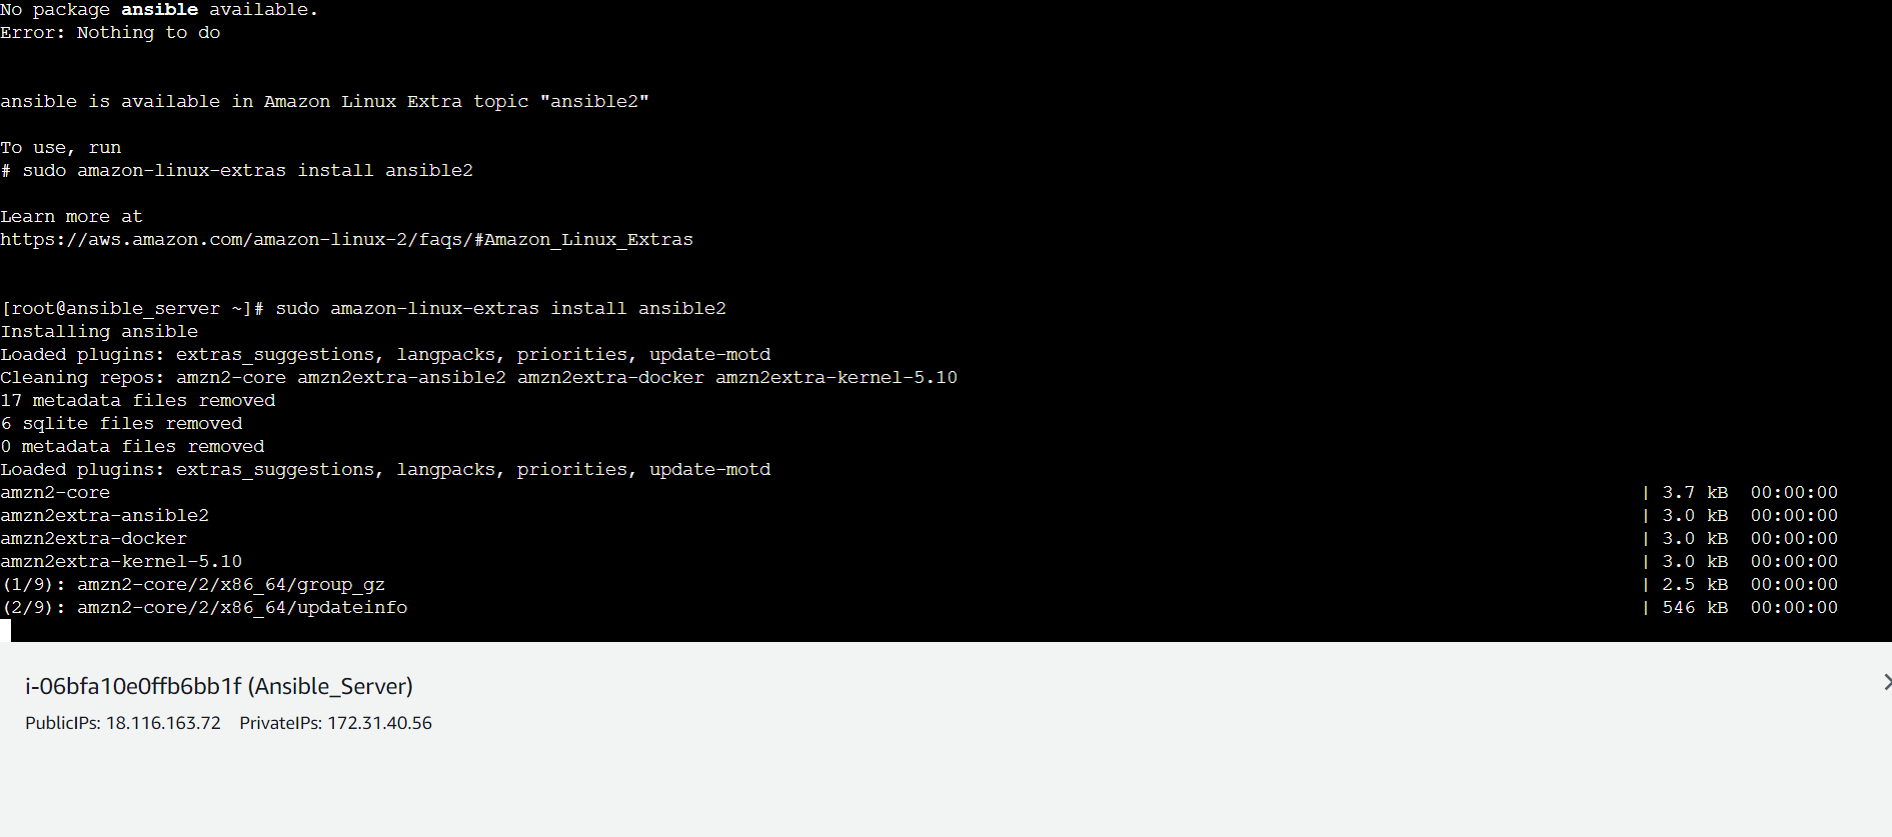 No package ansible available.
Error: Nothing to do
ansible is available in Amazon Linux Extra topic "ansible2"
To use, run
# sudo amazon-linux-extras install ansible2
Learn more at
https://aws.amazon.com/amazon-linux-2/faqs/#Amazon_Linux_Extras
[root@ansible_server ~]# sudo amazon-linux-extras install ansible2
Installing ansible
Loaded plugins: extras_suggestions, langpacks, priorities, update-motd
Cleaning repos: amzn2-core amzn2extra-ansible2 amzn2extra-docker amzn2extra-kernel-5.10
17 metadata files removed
6 sqlite files removed
0 metadata files removed
Loaded plugins: extras_suggestions, langpacks, priorities, update-motd
amzn2-core | 3.7 kB 00:00:00
amzn2extra-ansible2 | 3.0 kB 00:00:00
amzn2extra-docker | 3.0 kB 00:00:00
amzn2extra-kernel-5.10 | 3.0 kB 00:00:00
(1/9): amzn2-core/2/x86_64/group_gz | 2.5 kB 00:00:00
(2/9): amzn2-core/2/x86_64/updateinfo | 546 kB 00:00:00
i-06bfa10e0ffb6bb1f (Ansible_Server)
PublicIPs: 18.116.163.72 PrivateIPs: 172.31.40.56